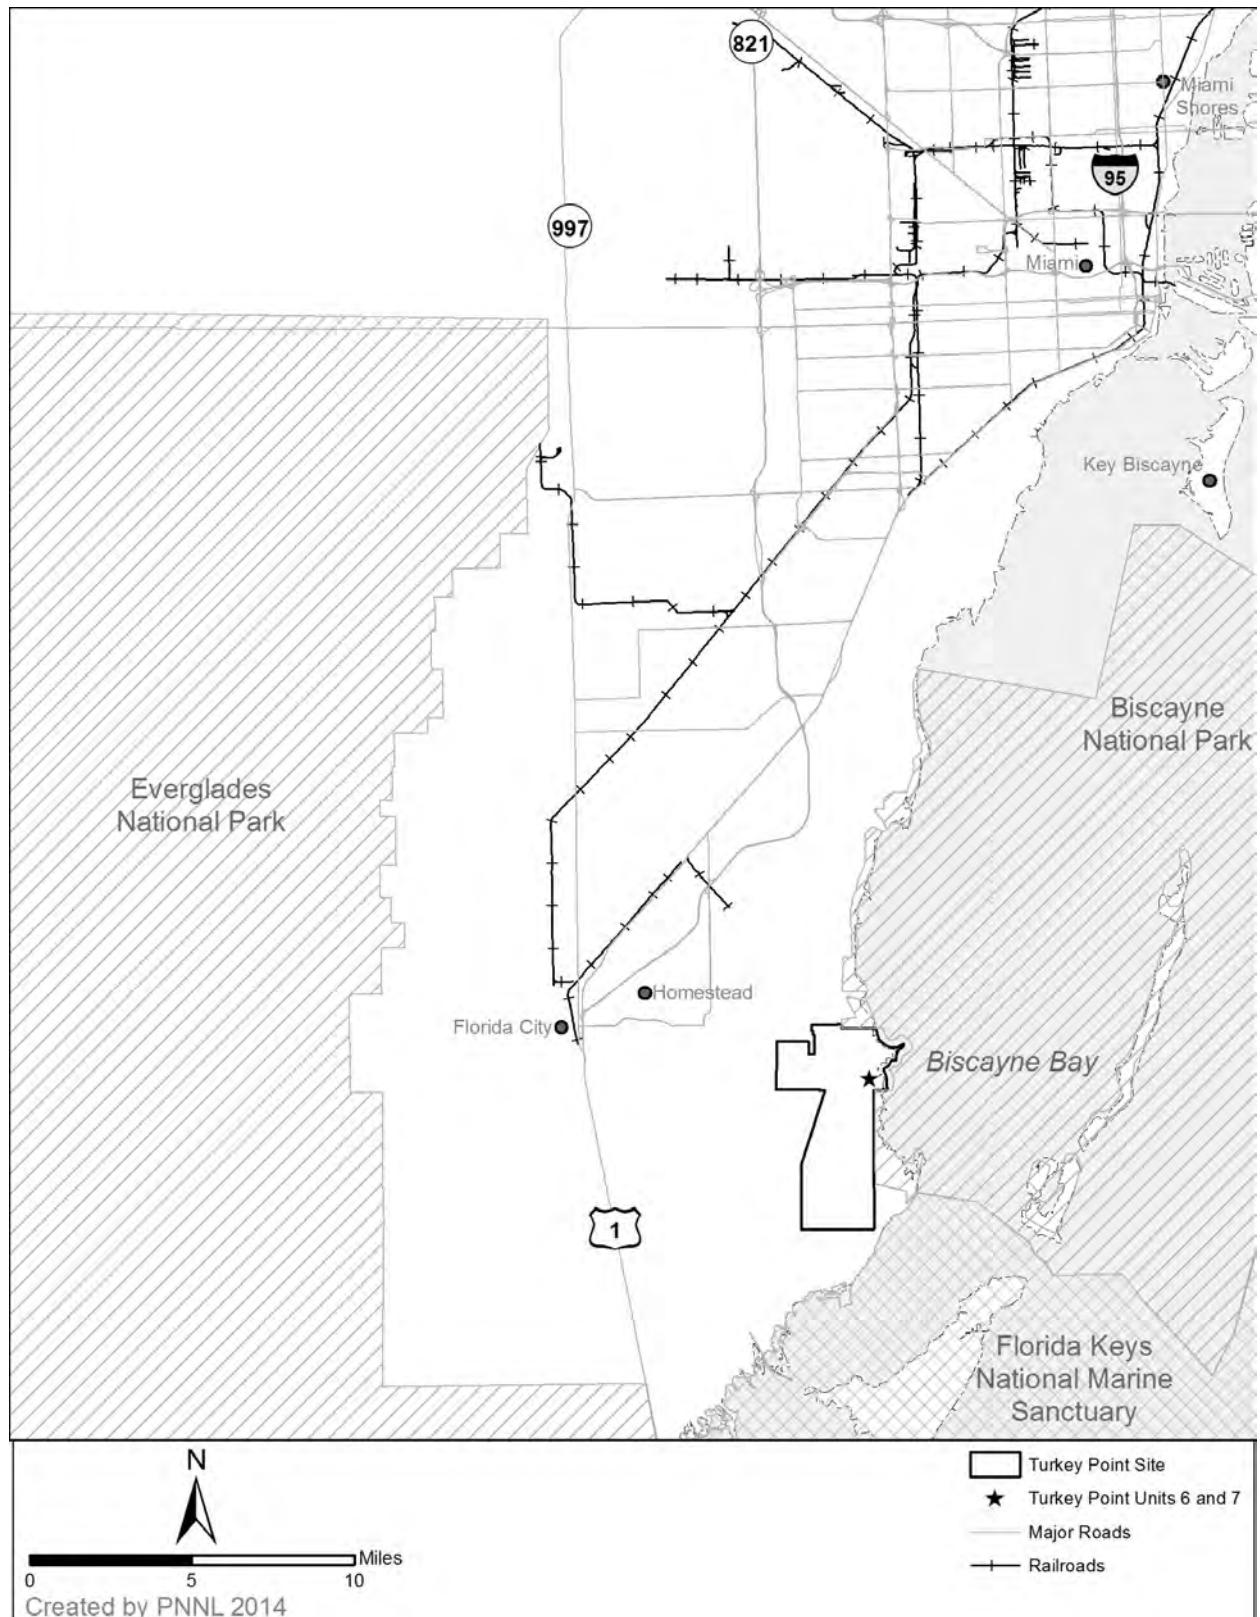 821
Miami
Shores
95
997
Miami
Key Biscayne
Biscayne
National Park
Everglades
National Park
Homestead
Florida City
Biscayne Bay
1
Florida Keys
National Marine
Sanctuary
N
Miles
0 5 10
Created by PNNL 2014
Turkey Point Site
Turkey Point Units 6 and 7
Major Roads
Railroads